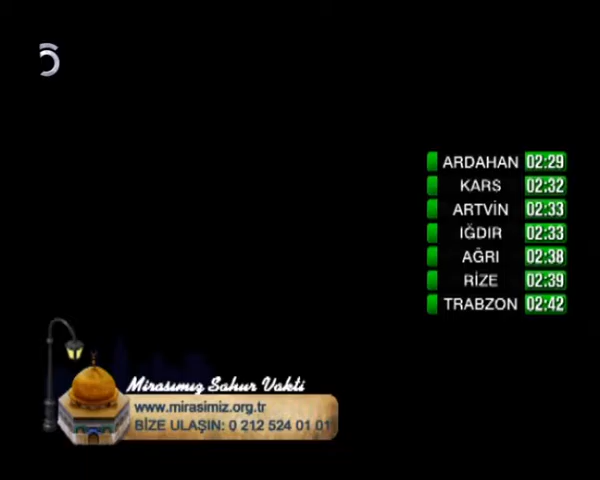 ARDAHAN 02:29
KARS 02:32
ARTVİN 02:33
IĞDIR 02:33
AĞRI 02:38
RİZE 02:39
TRABZON 02:42
Mirasımız Sahur Vakti
www.mirasimiz.org.tr
BİZE ULAŞIN: 0 212 524 01 01